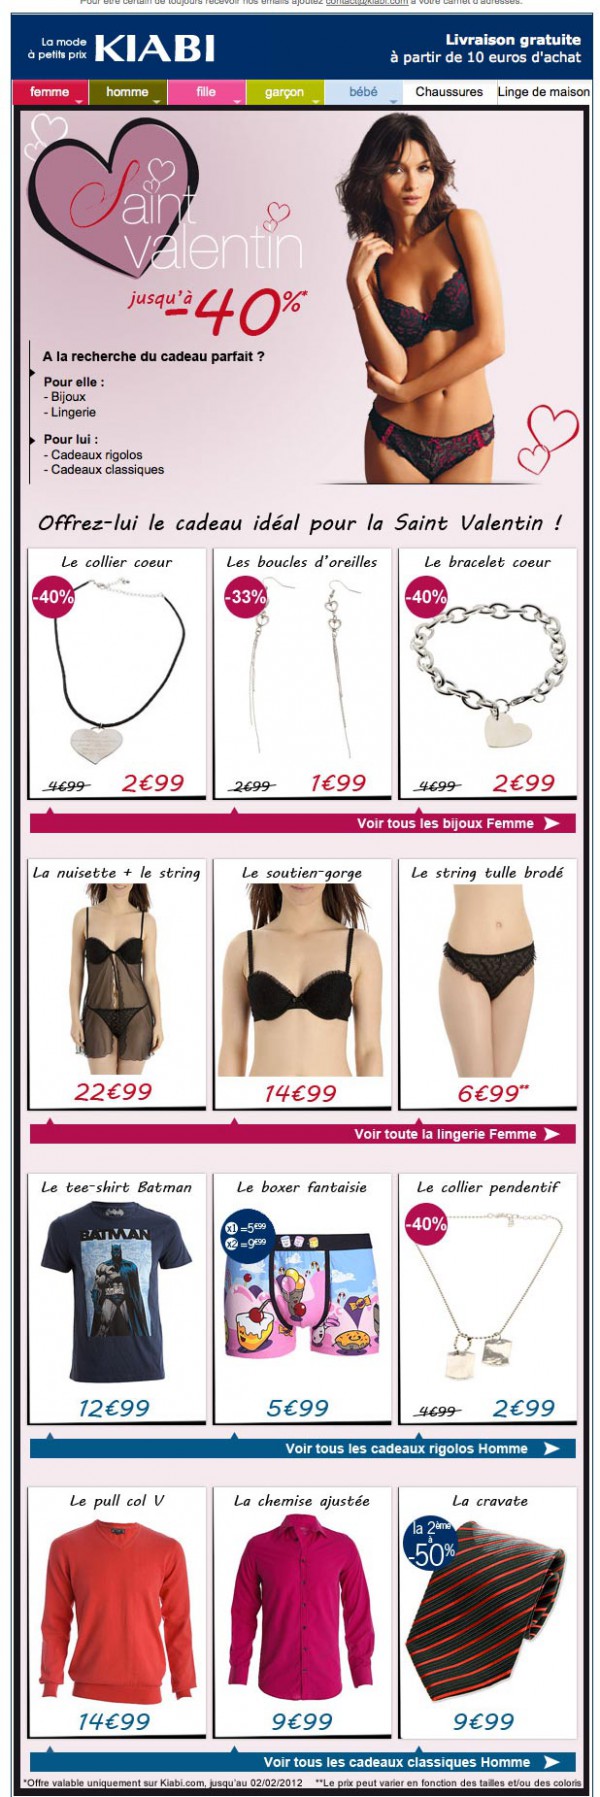 Pour être certain de toujours recevoir nos emails ajoutez contact@kiabi.com à votre carnet d'adresses.
La mode
à petits prix
KIABI
Livraison gratuite
à partir de 10 euros d'achat
femme homme fille garçon bébé Chaussures Linge de maison
Saint
valentin
jusqu'à
-40%*
A la recherche du cadeau parfait ?
Pour elle :
- Bijoux
- Lingerie
Pour lui :
- Cadeaux rigolos
- Cadeaux classiques
Offrez-lui le cadeau idéal pour la Saint Valentin !
Le collier coeur Les boucles d'oreilles Le bracelet coeur
-40% -33% -40%
4€99 2€99 2€99 1€99 4€99 2€99
Voir tous les bijoux Femme
La nuisette + le string Le soutien-gorge Le string tulle brodé
22€99 14€99 6€99**
Voir toute la lingerie Femme
Le tee-shirt Batman Le boxer fantaisie Le collier pendentif
BATMAN
x1 =5€99
x2 =9€99
-40%
12€99 5€99 4€99 2€99
Voir tous les cadeaux rigolos Homme
Le pull col V La chemise ajustée La cravate
la 2ème
à
-50%
14€99 9€99 9€99
Voir tous les cadeaux classiques Homme
*Offre valable uniquement sur Kiabi.com, jusqu'au 02/02/2012 **Le prix peut varier en fonction des tailles et/ou des coloris